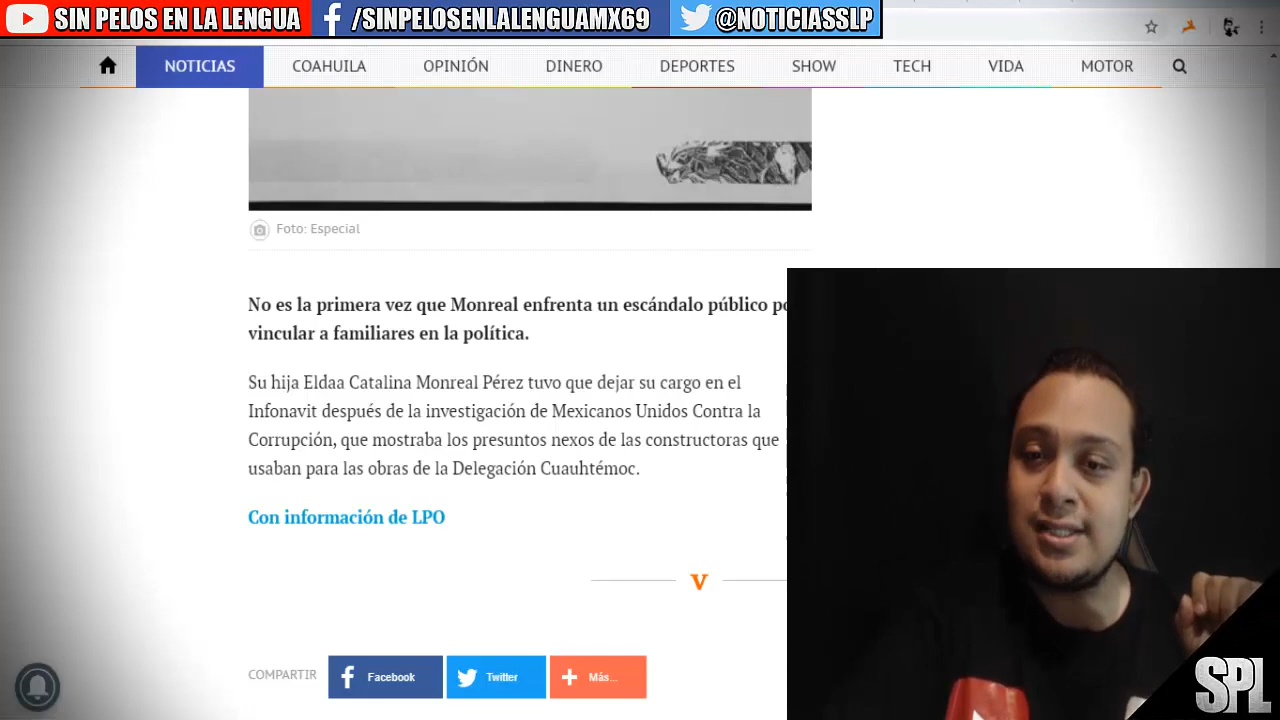 SIN PELOS EN LA LENGUA /SINPELOSENLALENGUAMX69 @NOTICIASSLP
NOTICIAS COAHUILA OPINIÓN DINERO DEPORTES SHOW TECH VIDA MOTOR
Foto: Especial
No es la primera vez que Monreal enfrenta un escándalo público
vincular a familiares en la política.
Su hija Eldaa Catalina Monreal Pérez tuvo que dejar su cargo en el
Infonavit después de la investigación de Mexicanos Unidos Contra la
Corrupción, que mostraba los presuntos nexos de las constructoras que
usaban para las obras de la Delegación Cuauhtémoc.
Con información de LPO
V
COMPARTIR Facebook Twitter Más...
SPL